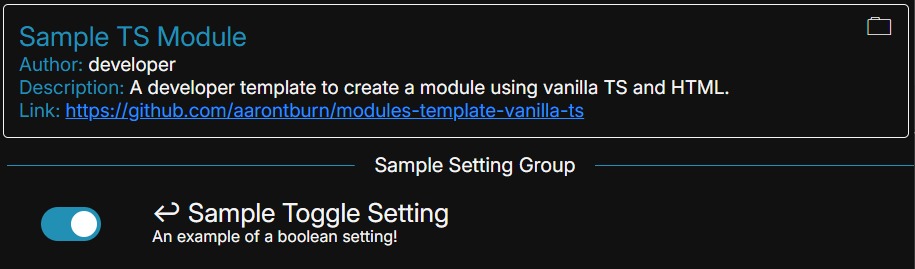 Sample TS Module
Author: developer
Description: A developer template to create a module using vanilla TS and HTML.
Link: https://github.com/aarontburn/modules-template-vanilla-ts
Sample Setting Group
↩ Sample Toggle Setting
An example of a boolean setting!